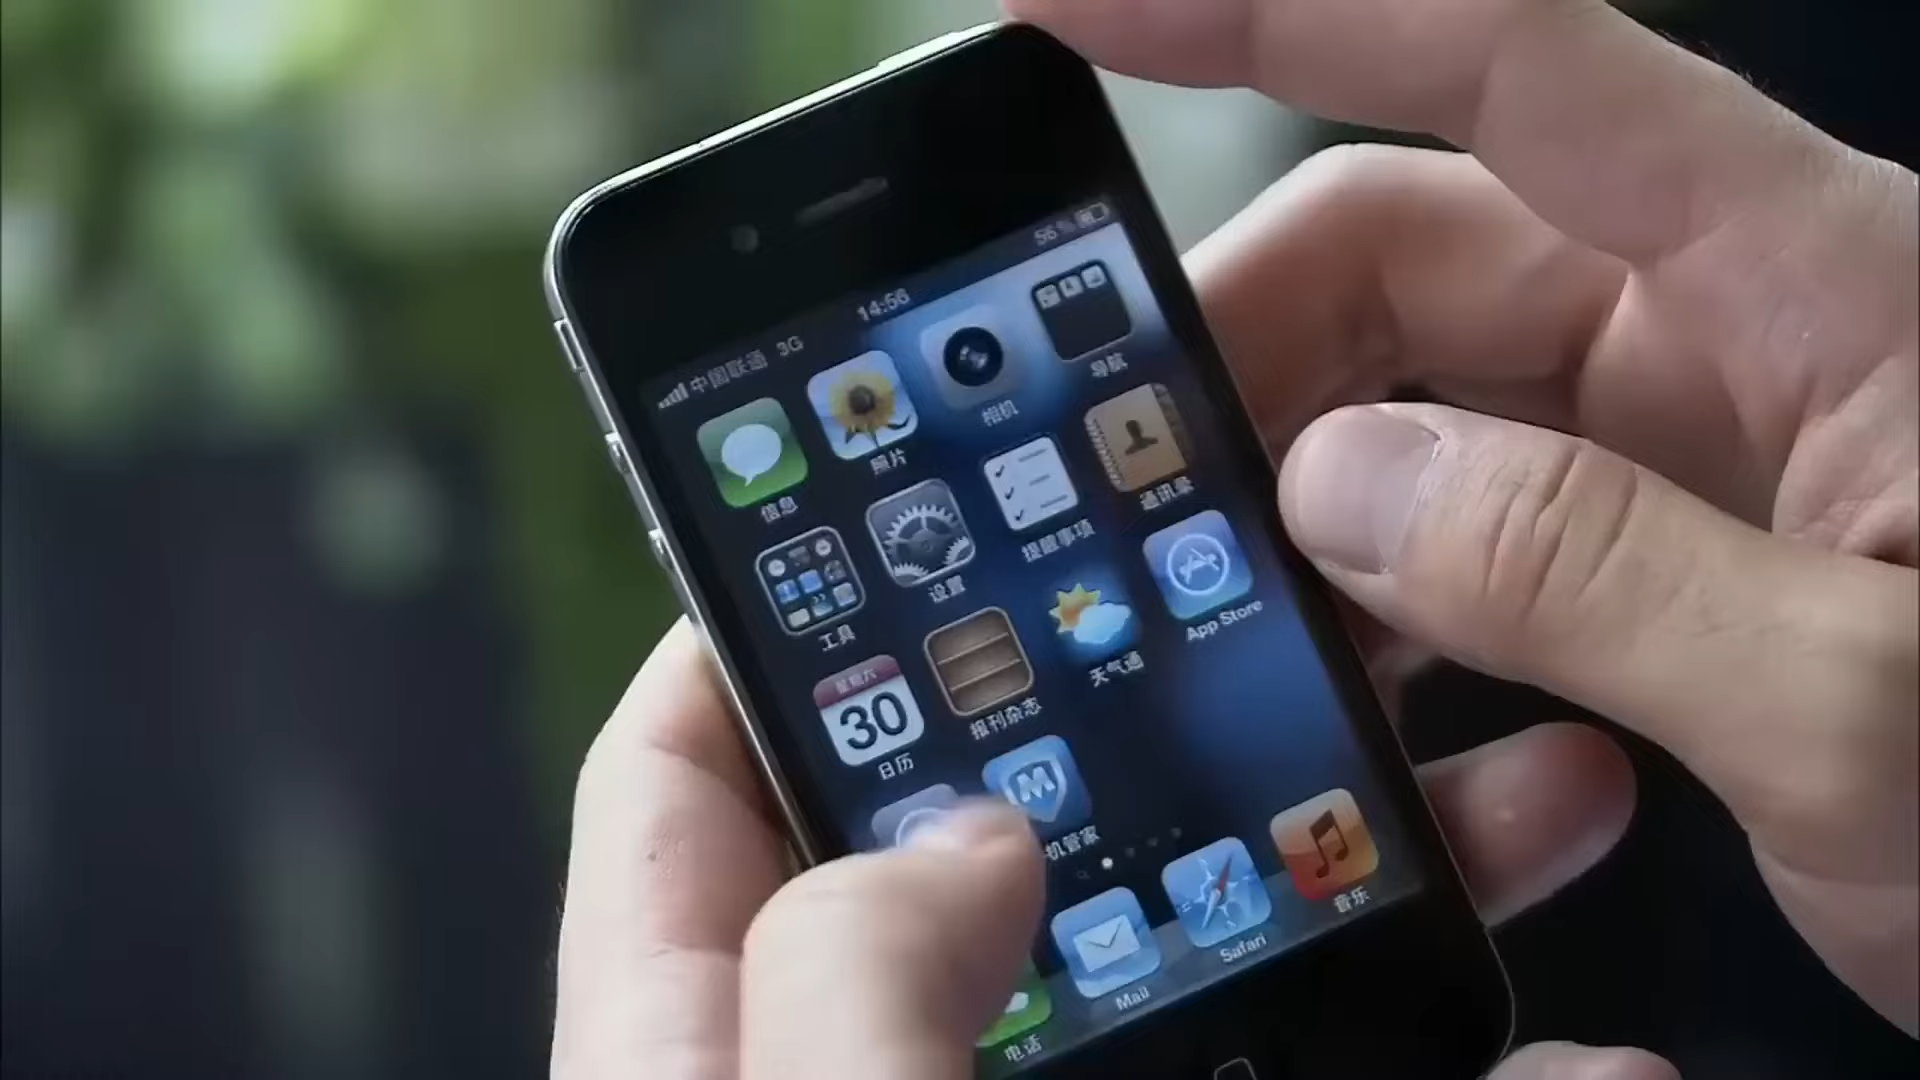 中国联通 3G 14:56 56%
信息 照片 相机 导航
工具 设置 提醒事项 通讯录
星期六
30
日历 报刊杂志 天气通 App Store
M
机管家
电话 Mail Safari 音乐